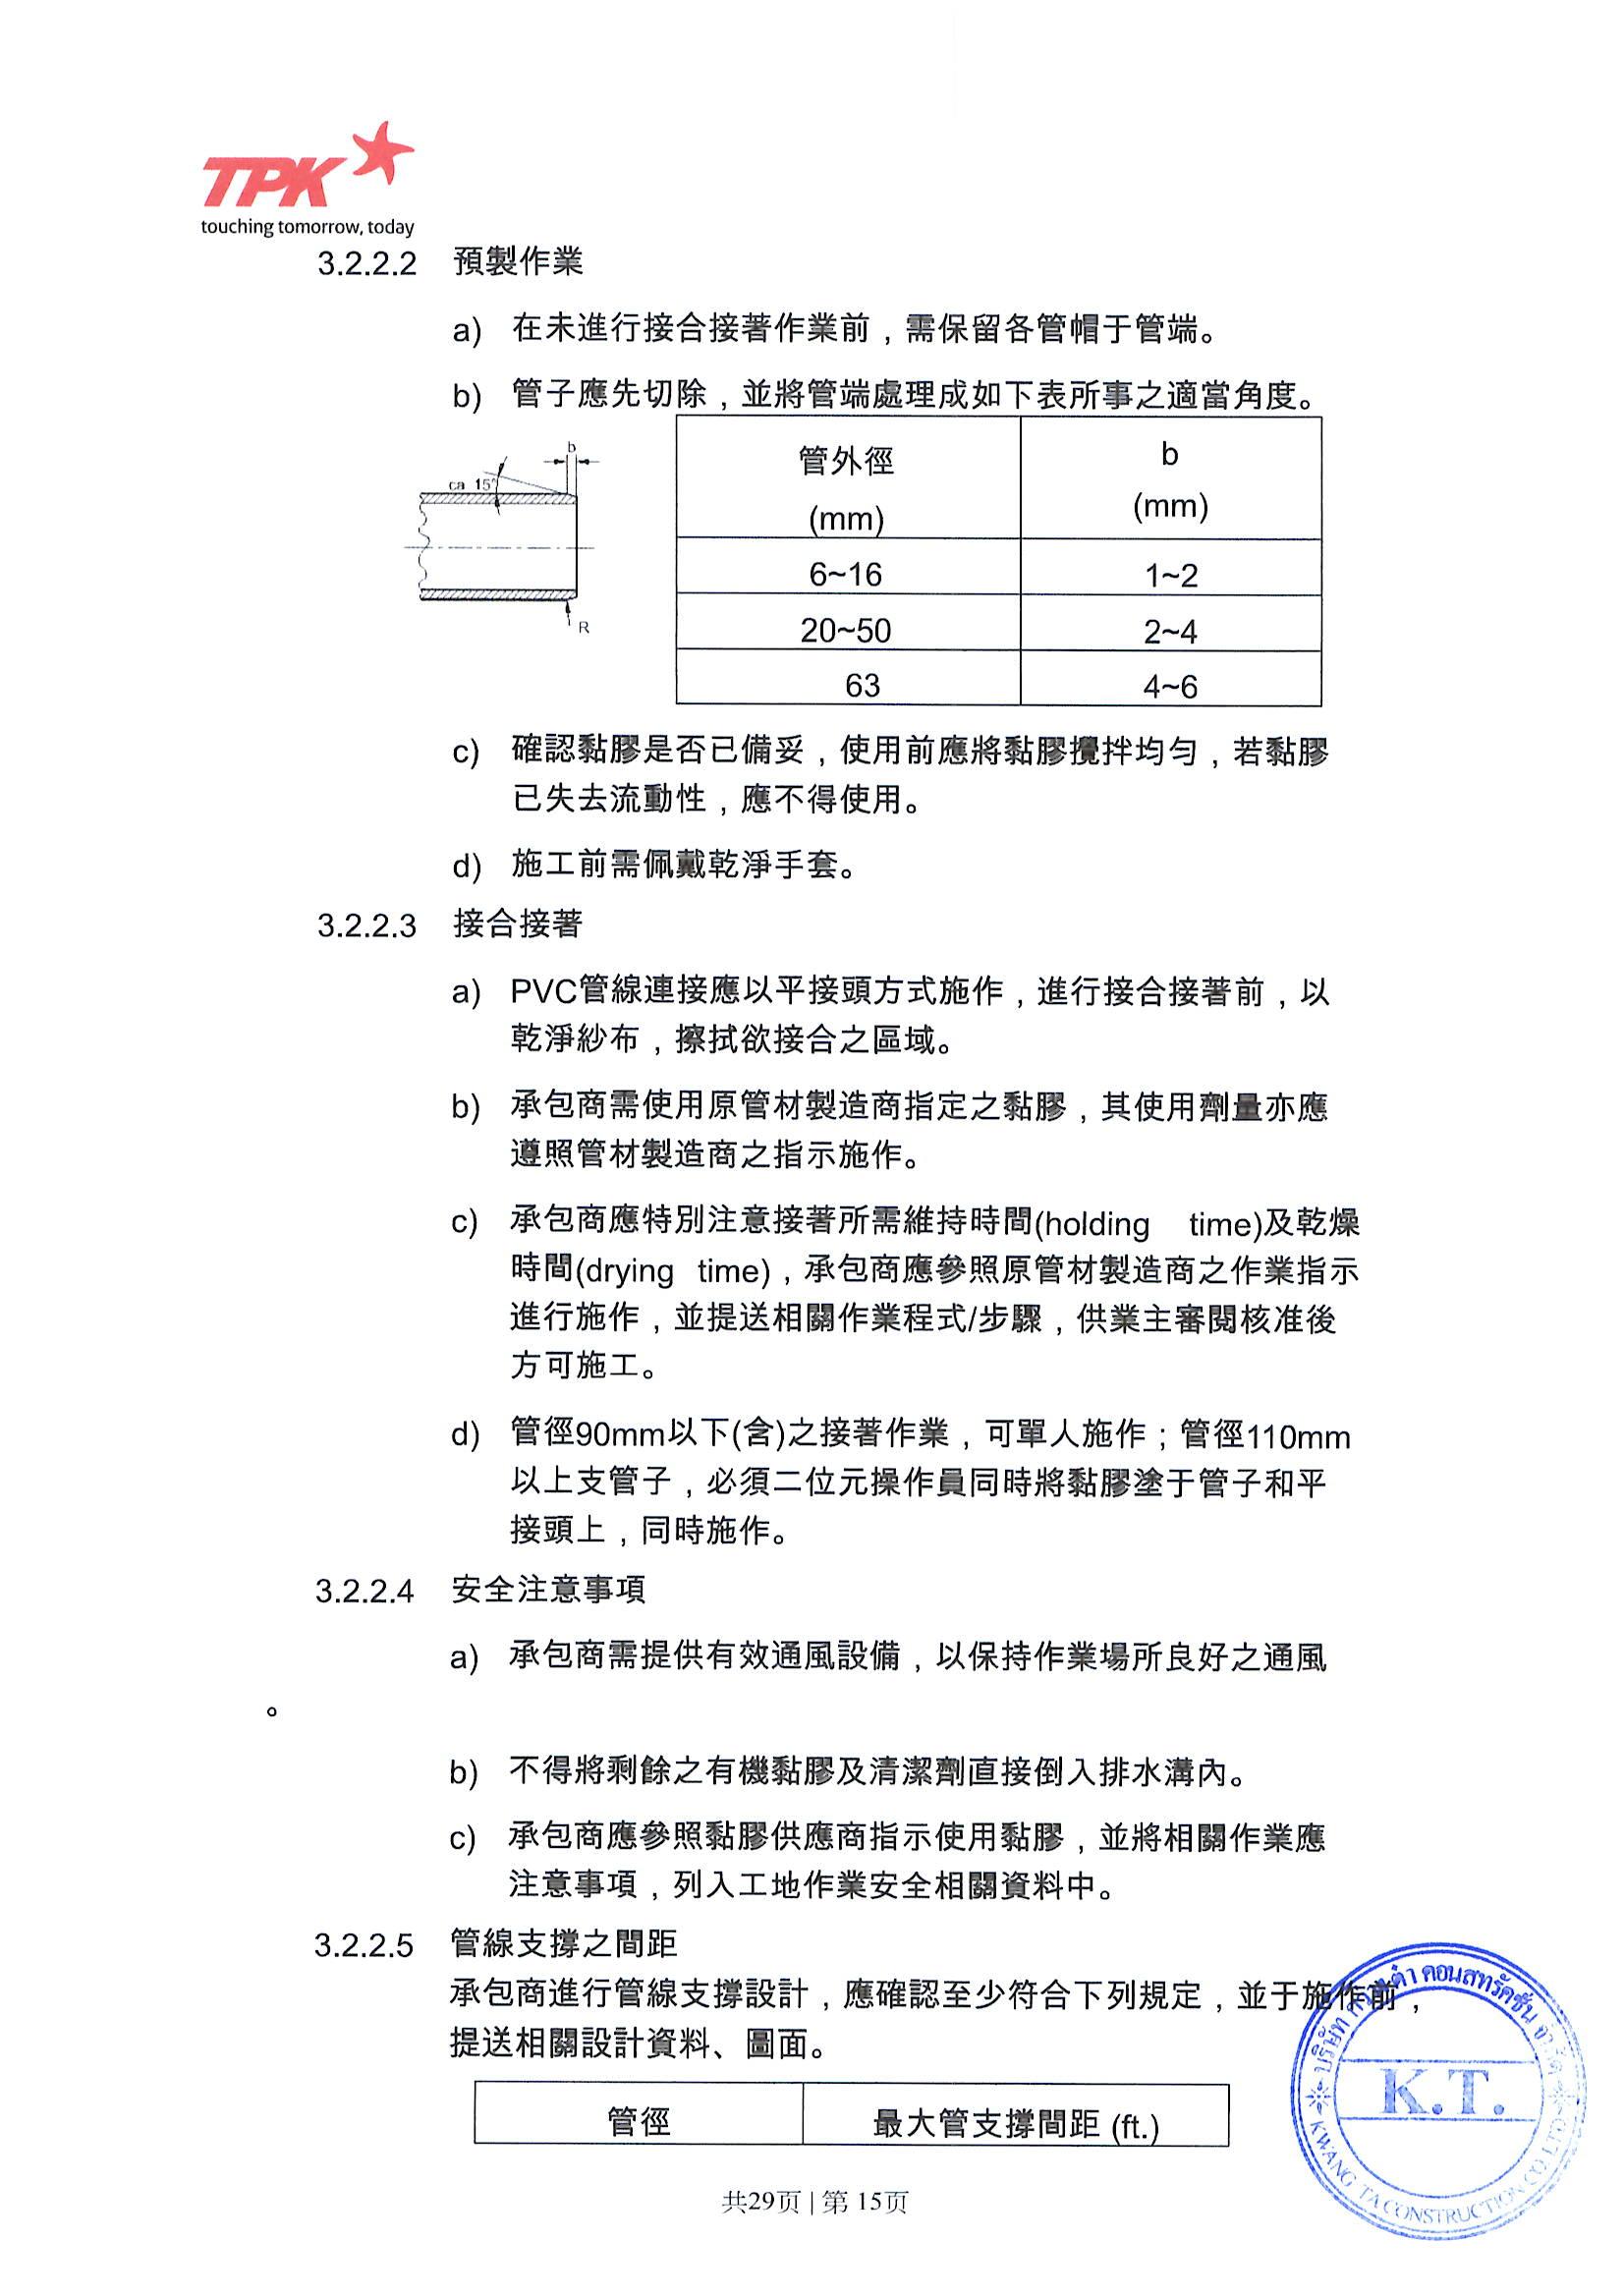 TPK
touching tomorrow, today
3.2.2.2 預製作業
a) 在未進行接合接著作業前，需保留各管帽于管端。
b) 管子應先切除，並將管端處理成如下表所事之適當角度。
b
ca 15°
R
管外徑 (mm) b (mm)
6~16 1~2
20~50 2~4
63 4~6
c) 確認黏膠是否已備妥，使用前應將黏膠攪拌均勻，若黏膠
已失去流動性，應不得使用。
d) 施工前需佩戴乾淨手套。
3.2.2.3 接合接著
a) PVC管線連接應以平接頭方式施作，進行接合接著前，以
乾淨紗布，擦拭欲接合之區域。
b) 承包商需使用原管材製造商指定之黏膠，其使用劑量亦應
遵照管材製造商之指示施作。
c) 承包商應特別注意接著所需維持時間(holding time)及乾燥
時間(drying time)，承包商應參照原管材製造商之作業指示
進行施作，並提送相關作業程式/步驟，供業主審閱核准後
方可施工。
d) 管徑90mm以下(含)之接著作業，可單人施作；管徑110mm
以上支管子，必須二位元操作員同時將黏膠塗于管子和平
接頭上，同時施作。
3.2.2.4 安全注意事項
a) 承包商需提供有效通風設備，以保持作業場所良好之通風
。
b) 不得將剩餘之有機黏膠及清潔劑直接倒入排水溝內。
c) 承包商應參照黏膠供應商指示使用黏膠，並將相關作業應
注意事項，列入工地作業安全相關資料中。
3.2.2.5 管線支撐之間距
承包商進行管線支撐設計，應確認至少符合下列規定，並于施作前，
提送相關設計資料、圖面。
管徑 最大管支撐間距 (ft.)
บริษัท กวงต๋า คอนสทรัคชั่น จำกัด
K.T.
KWANG TA CONSTRUCTION CO LTD
共29页 | 第 15页